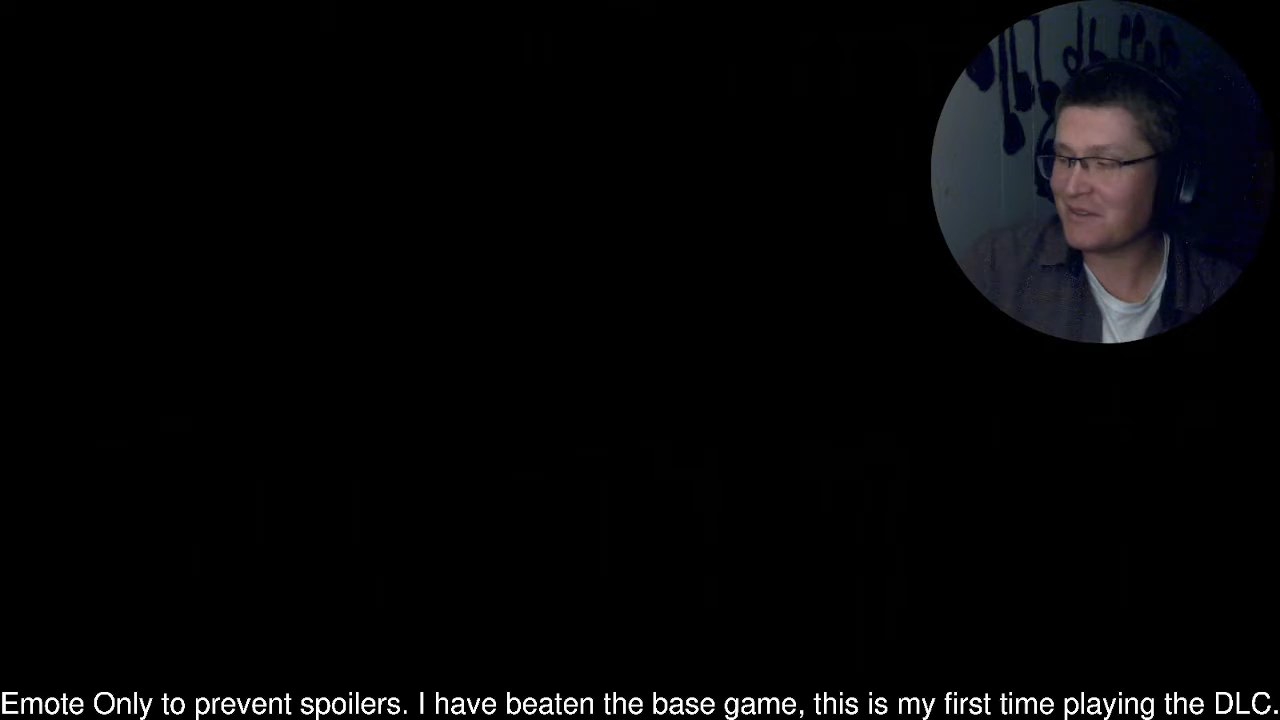 Emote Only to prevent spoilers. I have beaten the base game, this is my first time playing the DLC.